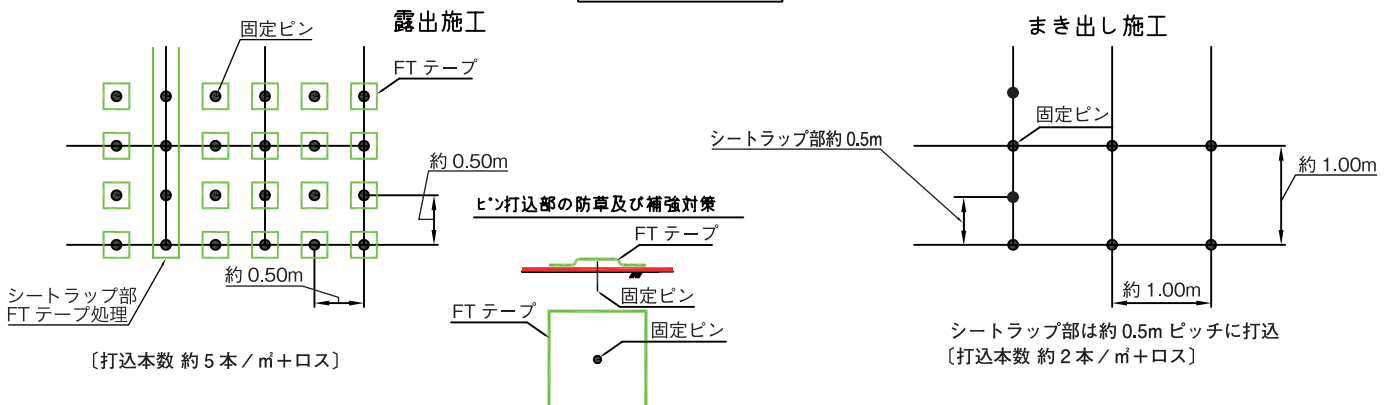 露出施工
固定ピン
FT テープ
約 0.50m
約 0.50m
シートラップ部
FT テープ処理
〔打込本数 約 5 本 / ㎡+ロス〕
ピン打込部の防草及び補強対策
FT テープ
固定ピン
FT テープ
固定ピン
まき出し施工
固定ピン
シートラップ部約 0.5m
約 1.00m
約 1.00m
シートラップ部は約 0.5m ピッチに打込
〔打込本数 約 2 本 / ㎡+ロス〕